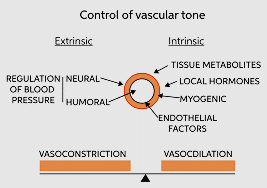 Control of vascular tone
Extrinsic
Intrinsic
REGULATION
OF BLOOD
PRESSURE
NEURAL
HUMORAL
TISSUE METABOLITES
LOCAL HORMONES
MYOGENIC
ENDOTHELIAL
FACTORS
VASOCONSTRICTION
VASCDILATION